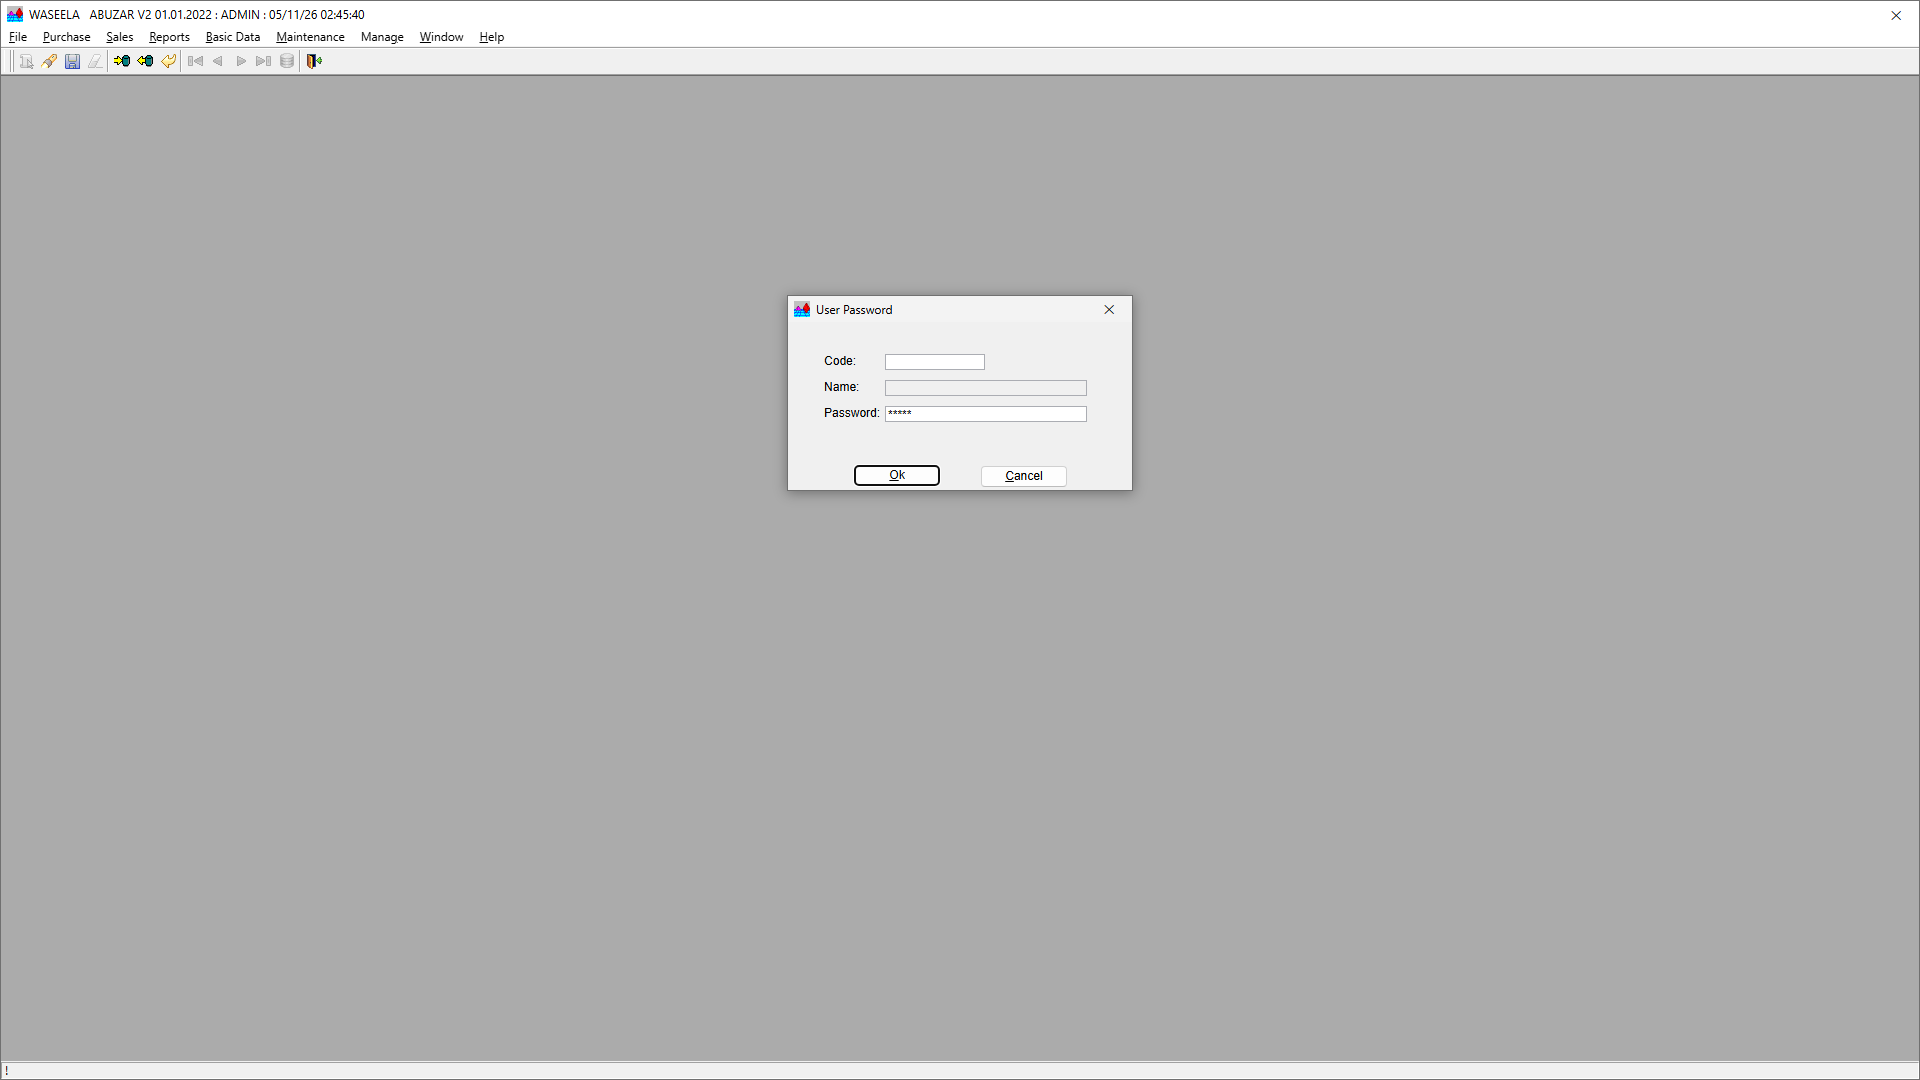 WASEELA   ABUZAR V2 01.01.2022 : ADMIN : 05/11/26 02:45:40
File Purchase Sales Reports Basic Data Maintenance Manage Window Help
User Password
Code:
Name:
Password: *****
Ok Cancel
!